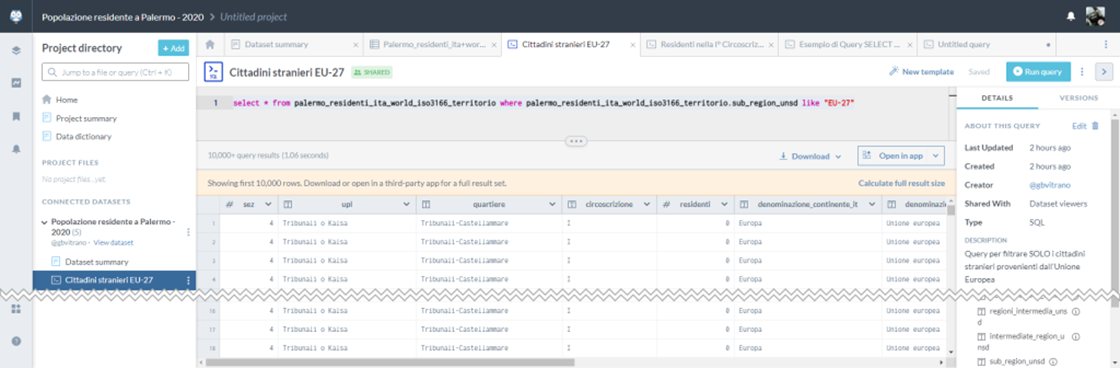 Popolazione residente a Palermo - 2020 > Untitled project
Project directory
+ Add
Jump to a file or query (Ctrl + K)
Home
Project summary
Data dictionary
PROJECT FILES
No project files...yet.
CONNECTED DATASETS
Popolazione residente a Palermo - 2020 (5)
@gbvitrano - View dataset
Dataset summary
Cittadini stranieri EU-27
Dataset summary ×
Palermo_residenti_ita+wor... ×
Cittadini stranieri EU-27 ×
Residenti nella I° Circoscriz... ×
Esempio di Query SELECT ... ×
Untitled query •
Cittadini stranieri EU-27 SHARED
New template
Saved
Run query
1 select * from palermo_residenti_ita_world_iso3166_territorio where palermo_residenti_ita_world_iso3166_territorio.sub_region_unsd like "EU-27"
10,000+ query results (1.06 seconds)
Download
Open in app
Showing first 10,000 rows. Download or open in a third-party app for a full result set.
Calculate full result size
# sez upl quartiere circoscrizione # residenti denominazione_continente_it denominazi
1 4 Tribunali o Kalsa Tribunali-Castellammare I 0 Europa Unione europea
2 4 Tribunali o Kalsa Tribunali-Castellammare I 0 Europa Unione europea
3 4 Tribunali o Kalsa Tribunali-Castellammare I 0 Europa Unione europea
4 4 Tribunali o Kalsa Tribunali-Castellammare I 0 Europa Unione europea
16 4 Tribunali o Kalsa Tribunali-Castellammare I 0 Europa Unione europea
17 4 Tribunali o Kalsa Tribunali-Castellammare I 0 Europa Unione europea
18 4 Tribunali o Kalsa Tribunali-Castellammare I 0 Europa Unione europea
DETAILS
VERSIONS
ABOUT THIS QUERY
Edit
Last Updated 2 hours ago
Created 2 hours ago
Creator @gbvitrano
Shared With Dataset viewers
Type SQL
DESCRIPTION
Query per filtrare SOLO i cittadini
stranieri provenienti dall'Unione
Europea
regioni_intermedia_uns
d
intermediate_region_u
nsd
sub_region_unsd